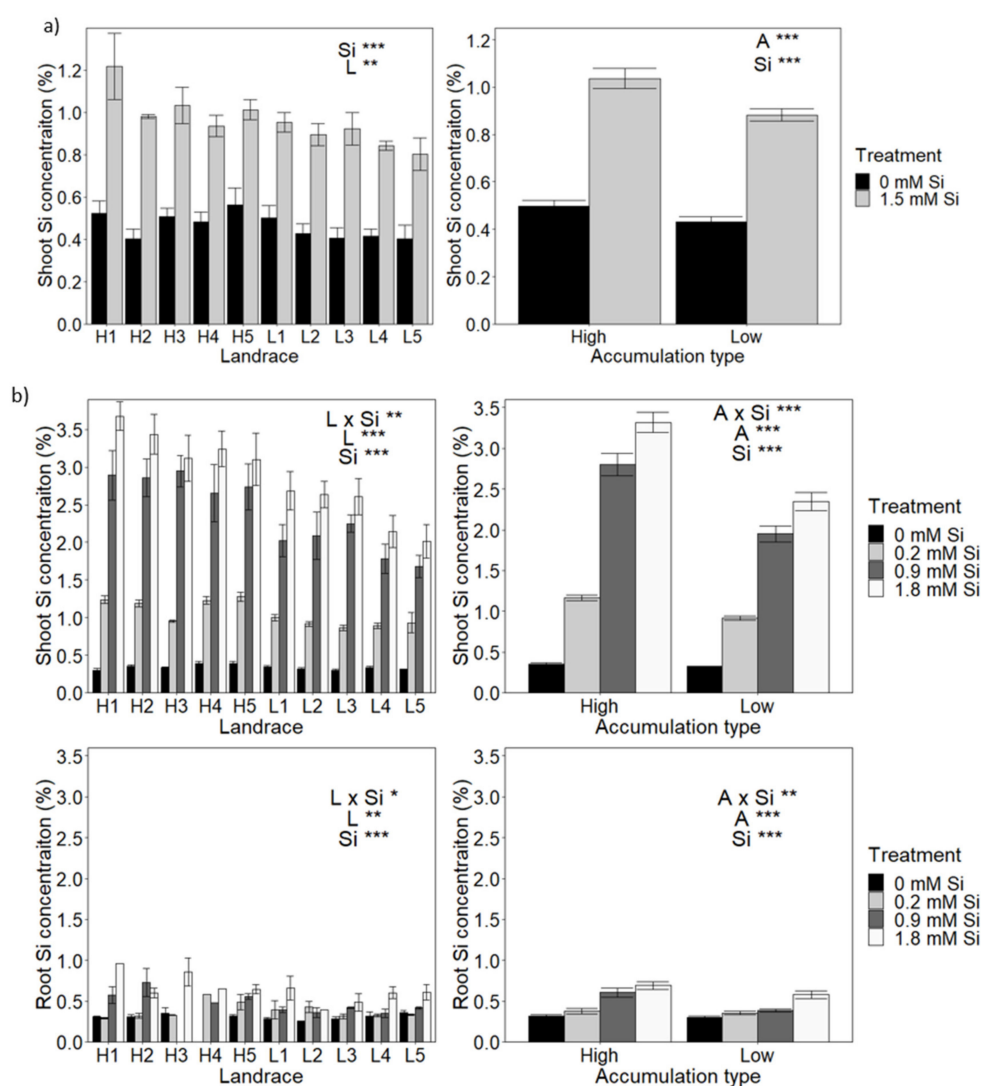 a)
Shoot Si concentraiton (%)
1.2
1.0
0.8
0.6
0.4
0.2
0.0
Si ***
L **
H1 H2 H3 H4 H5 L1 L2 L3 L4 L5
Landrace
Shoot Si concentraiton (%)
1.2
1.0
0.8
0.6
0.4
0.2
0.0
A ***
Si ***
High Low
Accumulation type
Treatment
0 mM Si
1.5 mM Si
b)
Shoot Si concentraiton (%)
3.5
3.0
2.5
2.0
1.5
1.0
0.5
0.0
L x Si **
L ***
Si ***
H1 H2 H3 H4 H5 L1 L2 L3 L4 L5
Landrace
Shoot Si concentraiton (%)
3.5
3.0
2.5
2.0
1.5
1.0
0.5
0.0
A x Si ***
A ***
Si ***
High Low
Accumulation type
Treatment
0 mM Si
0.2 mM Si
0.9 mM Si
1.8 mM Si
Root Si concentraiton (%)
3.5
3.0
2.5
2.0
1.5
1.0
0.5
0.0
L x Si *
L **
Si ***
H1 H2 H3 H4 H5 L1 L2 L3 L4 L5
Landrace
Root Si concentraiton (%)
3.5
3.0
2.5
2.0
1.5
1.0
0.5
0.0
A x Si **
A ***
Si ***
High Low
Accumulation type
Treatment
0 mM Si
0.2 mM Si
0.9 mM Si
1.8 mM Si